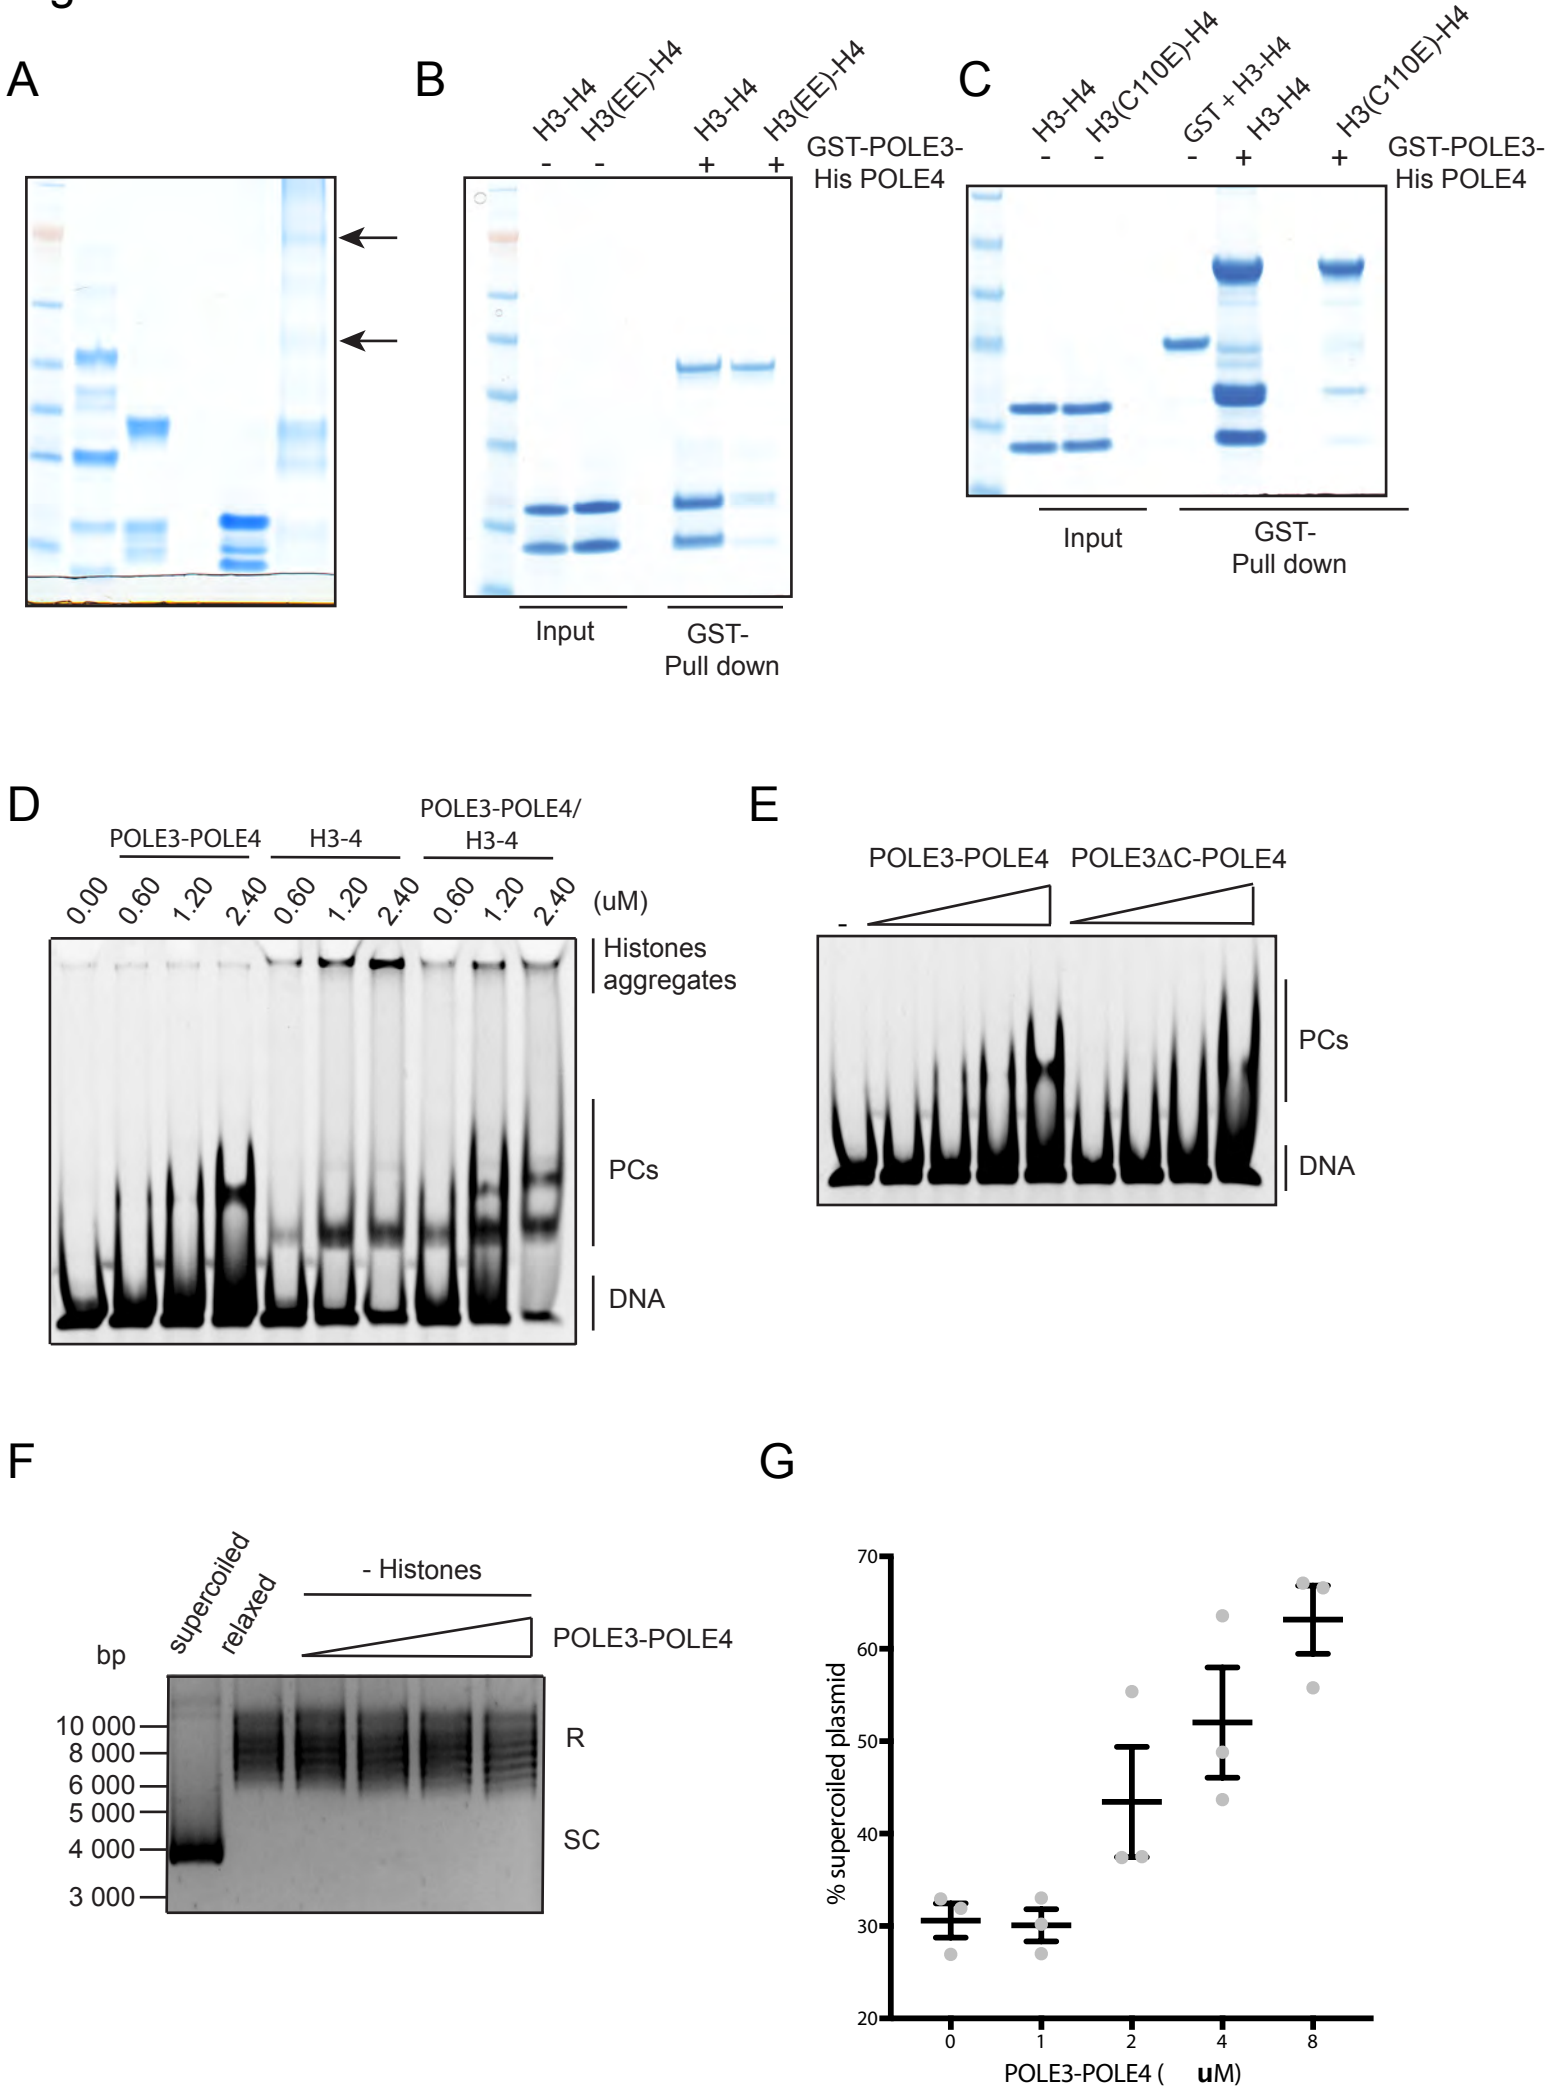 A
B
H3-H4
H3(EE)-H4
H3-H4
H3(EE)-H4
- - + +
GST-POLE3-
His POLE4
Input
GST-
Pull down
C
H3-H4
H3(C110E)-H4
GST + H3-H4
H3-H4
H3(C110E)-H4
- - - + +
GST-POLE3-
His POLE4
Input
GST-
Pull down
D
POLE3-POLE4
H3-4
POLE3-POLE4/
H3-4
0.00 0.60 1.20 2.40 0.60 1.20 2.40 0.60 1.20 2.40 (uM)
Histones
aggregates
PCs
DNA
E
POLE3-POLE4 POLE3ΔC-POLE4
-
PCs
DNA
F
supercoiled
relaxed
- Histones
POLE3-POLE4
bp
10 000
8 000
6 000
5 000
4 000
3 000
R
SC
G
% supercoiled plasmid
70
60
50
40
30
20
0 1 2 4 8
POLE3-POLE4 ( uM)